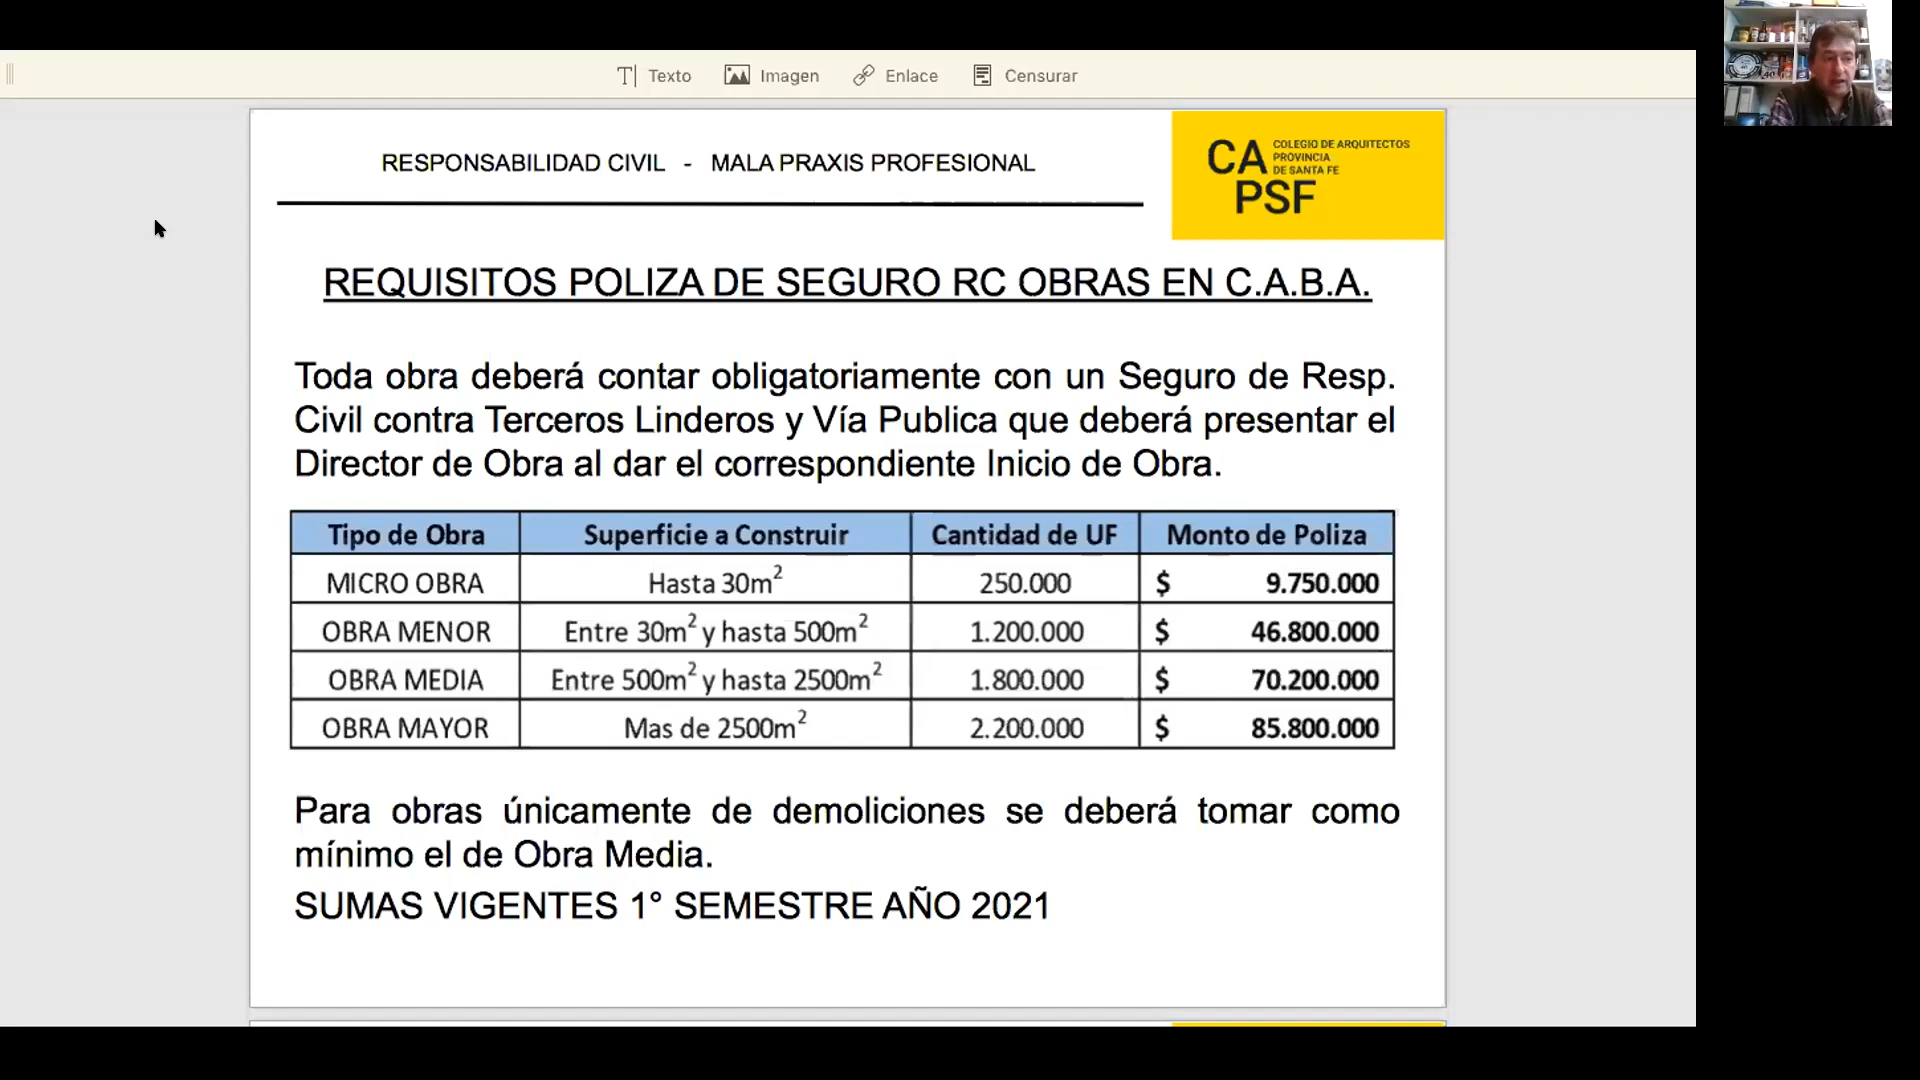 Texto Imagen Enlace Censurar
RESPONSABILIDAD CIVIL - MALA PRAXIS PROFESIONAL
CA PSF
COLEGIO DE ARQUITECTOS
PROVINCIA
DE SANTA FE
REQUISITOS POLIZA DE SEGURO RC OBRAS EN C.A.B.A.
Toda obra deberá contar obligatoriamente con un Seguro de Resp.
Civil contra Terceros Linderos y Vía Publica que deberá presentar el
Director de Obra al dar el correspondiente Inicio de Obra.
Tipo de Obra Superficie a Construir Cantidad de UF Monto de Poliza
MICRO OBRA Hasta 30m² 250.000 $ 9.750.000
OBRA MENOR Entre 30m² y hasta 500m² 1.200.000 $ 46.800.000
OBRA MEDIA Entre 500m² y hasta 2500m² 1.800.000 $ 70.200.000
OBRA MAYOR Mas de 2500m² 2.200.000 $ 85.800.000
Para obras únicamente de demoliciones se deberá tomar como
mínimo el de Obra Media.
SUMAS VIGENTES 1° SEMESTRE AÑO 2021